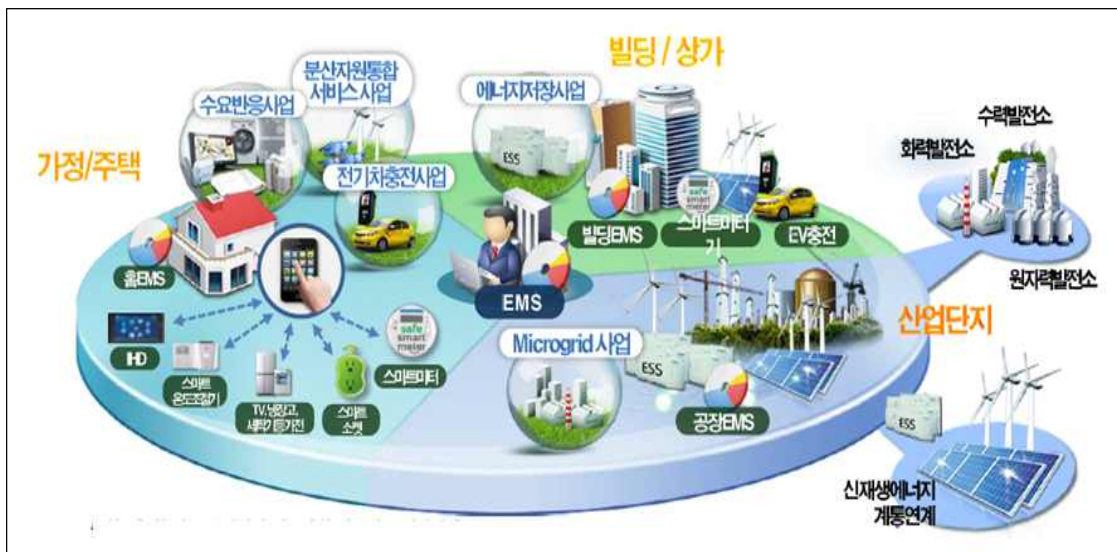 분산자원통합
서비스 사업
수요반응사업
전기차충전사업
에너지저장사업
빌딩 / 상가
가정/주택
ESS
safe
smart
meter
빌딩EMS
스마트미터
기
EV충전
수력발전소
화력발전소
원자력발전소
홈EMS
EMS
산업단지
IHD
스마트
온도조절기
TV, 냉장고,
세탁기 등 가전
스마트
소켓
safe
smart
meter
스마트미터
Microgrid 사업
ESS
공장EMS
ESS
신재생에너지
계통연계